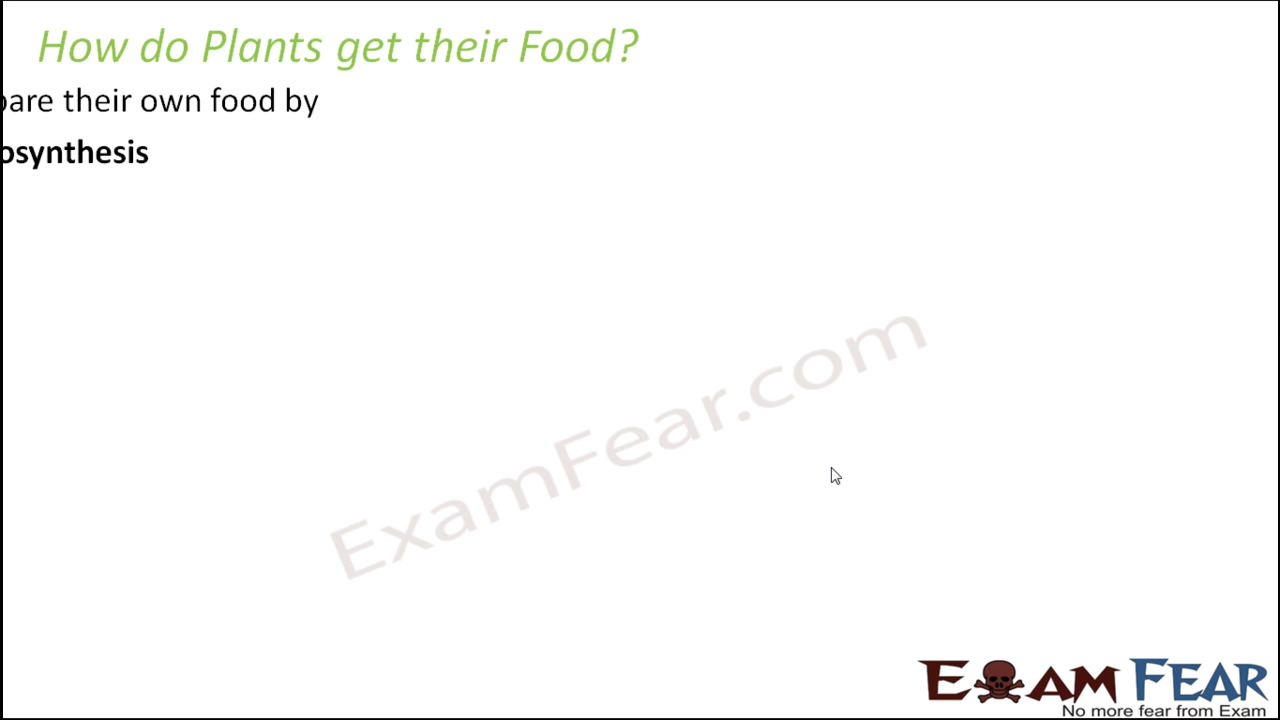 How do Plants get their Food?
pare their own food by
osynthesis
ExamFear.com
EXAM FEAR
No more fear from Exam